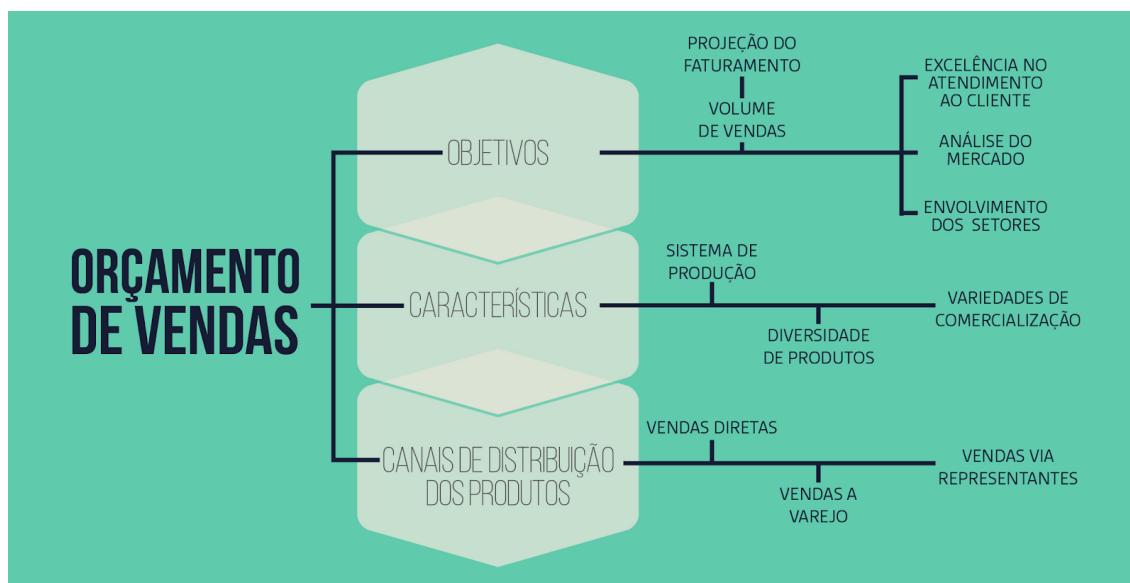 ORÇAMENTO
DE VENDAS
OBJETIVOS
PROJEÇÃO DO
FATURAMENTO
VOLUME
DE VENDAS
EXCELÊNCIA NO
ATENDIMENTO
AO CLIENTE
ANÁLISE DO
MERCADO
ENVOLVIMENTO
DOS SETORES
CARACTERÍSTICAS
SISTEMA DE
PRODUÇÃO
DIVERSIDADE
DE PRODUTOS
VARIEDADES DE
COMERCIALIZAÇÃO
CANAIS DE DISTRIBUIÇÃO
DOS PRODUTOS
VENDAS DIRETAS
VENDAS A
VAREJO
VENDAS VIA
REPRESENTANTES